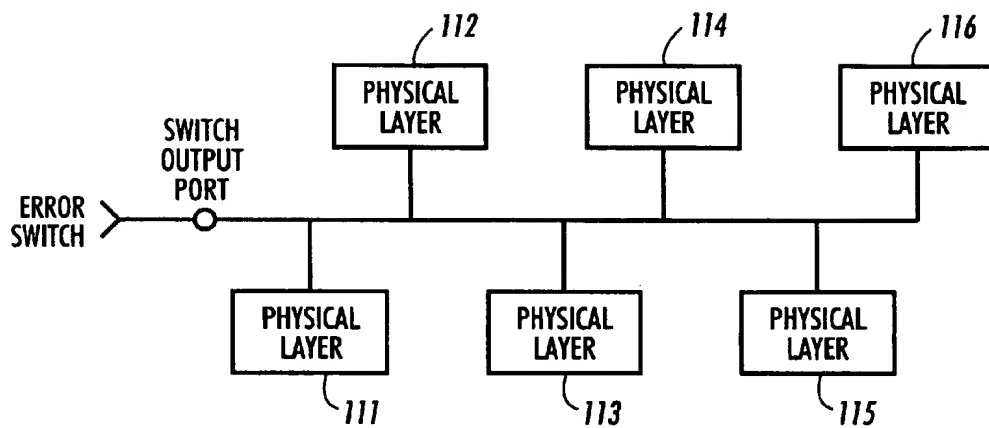 112
114
116
PHYSICAL
LAYER
PHYSICAL
LAYER
PHYSICAL
LAYER
SWITCH
OUTPUT
PORT
ERROR
SWITCH
PHYSICAL
LAYER
PHYSICAL
LAYER
PHYSICAL
LAYER
111
113
115